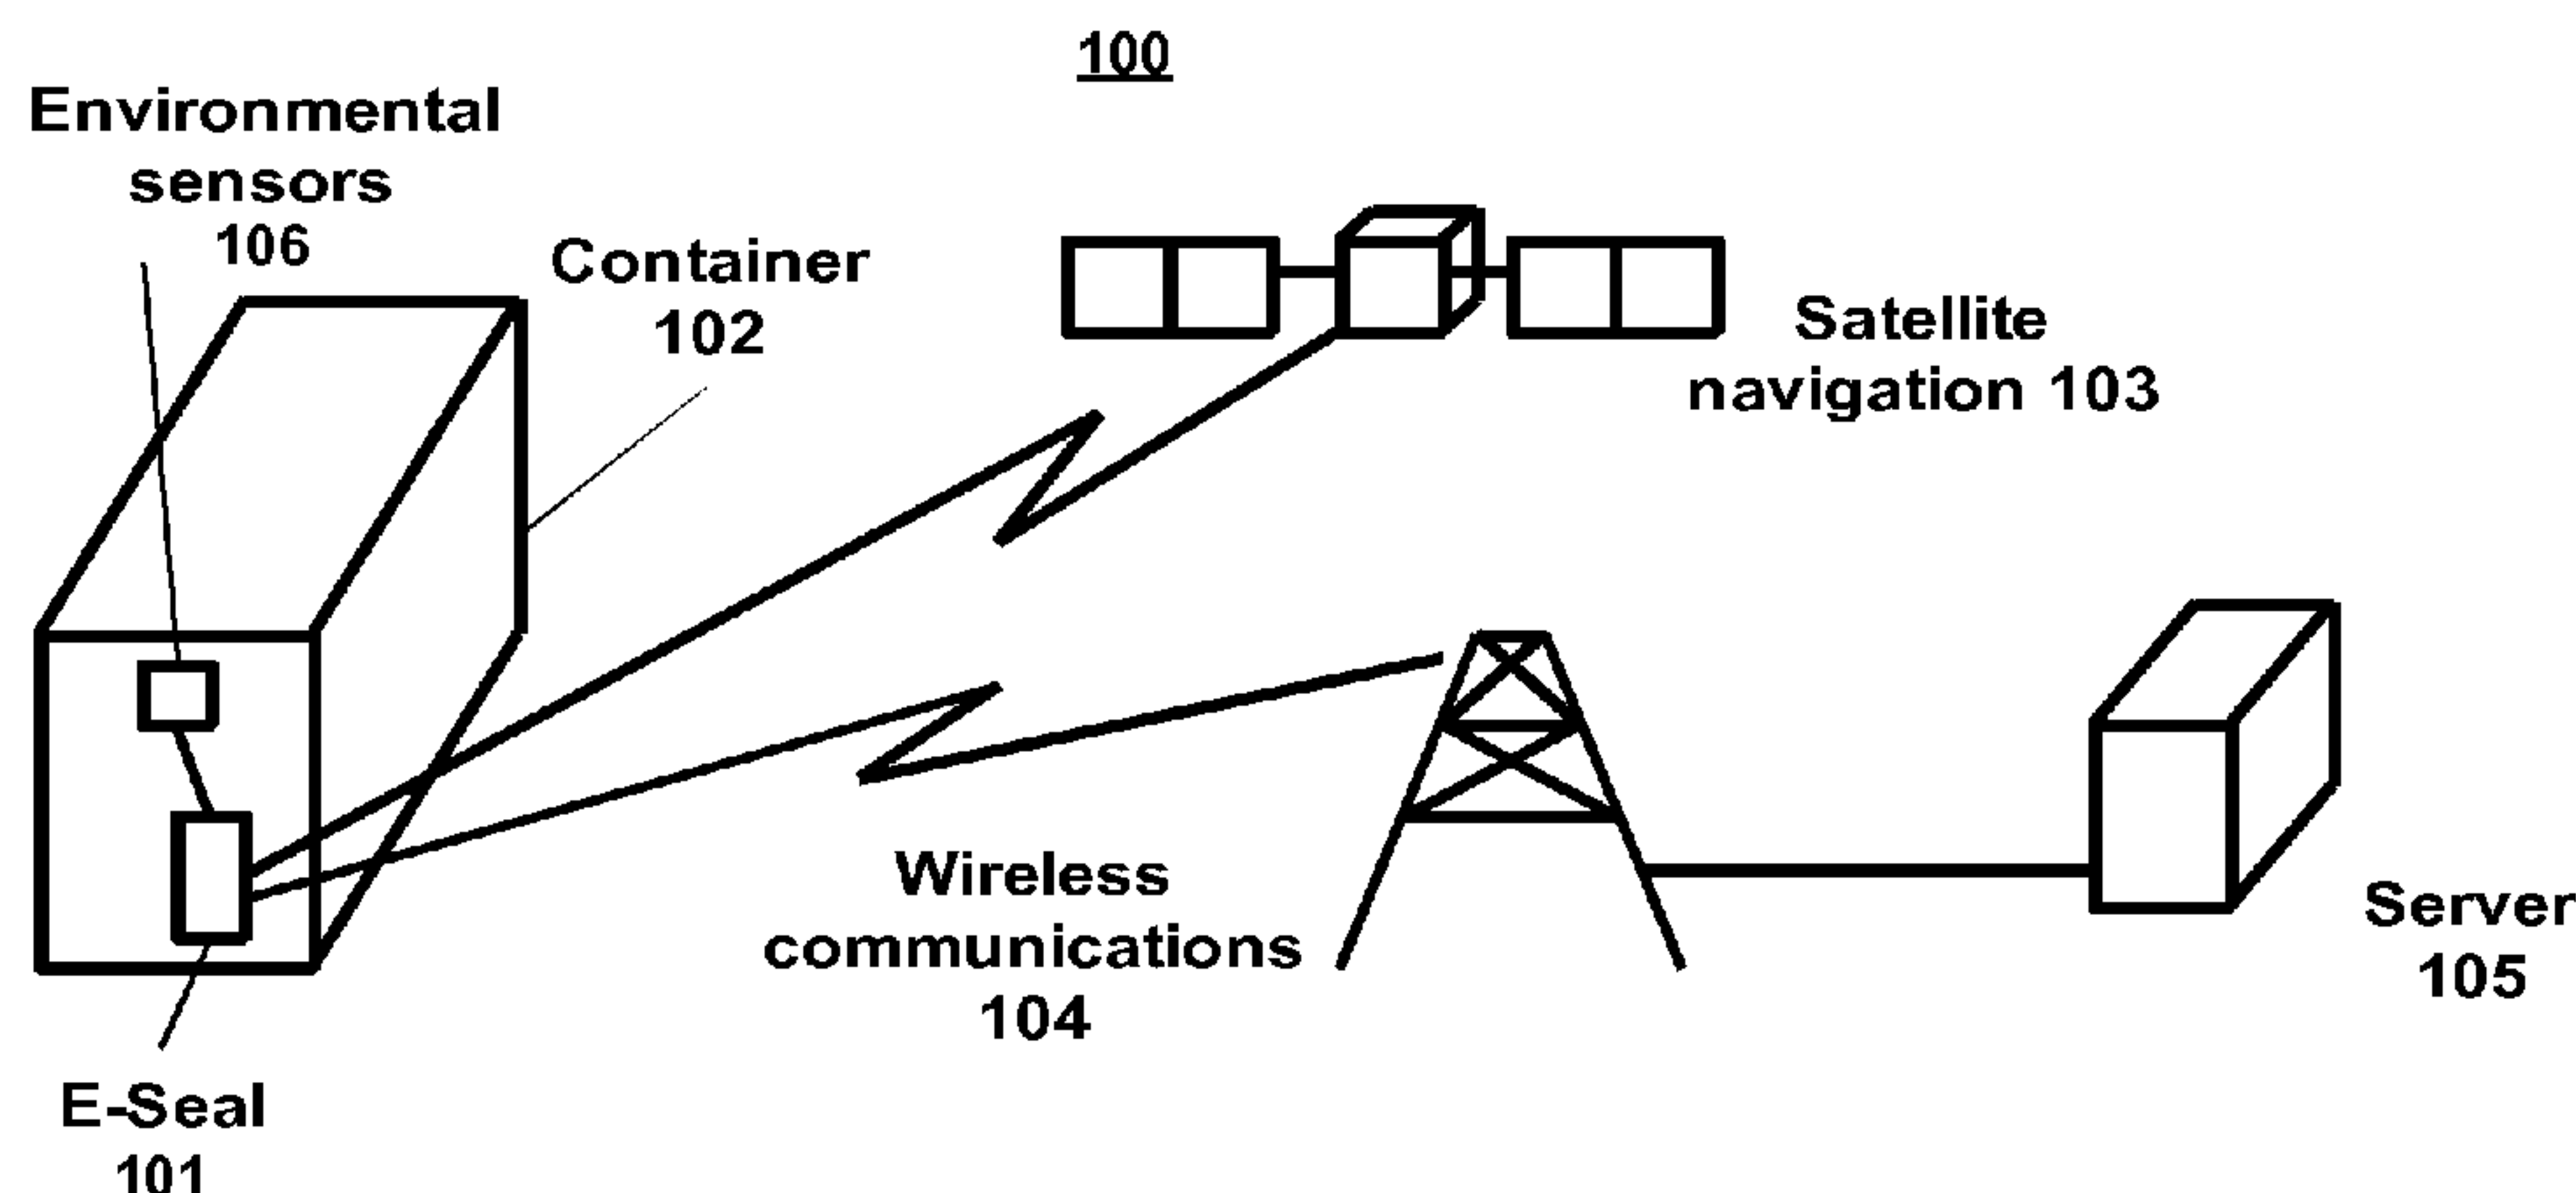 100
Environmental
sensors
106
Container
102
Satellite
navigation 103
Wireless
communications
104
Server
105
E-Seal
101